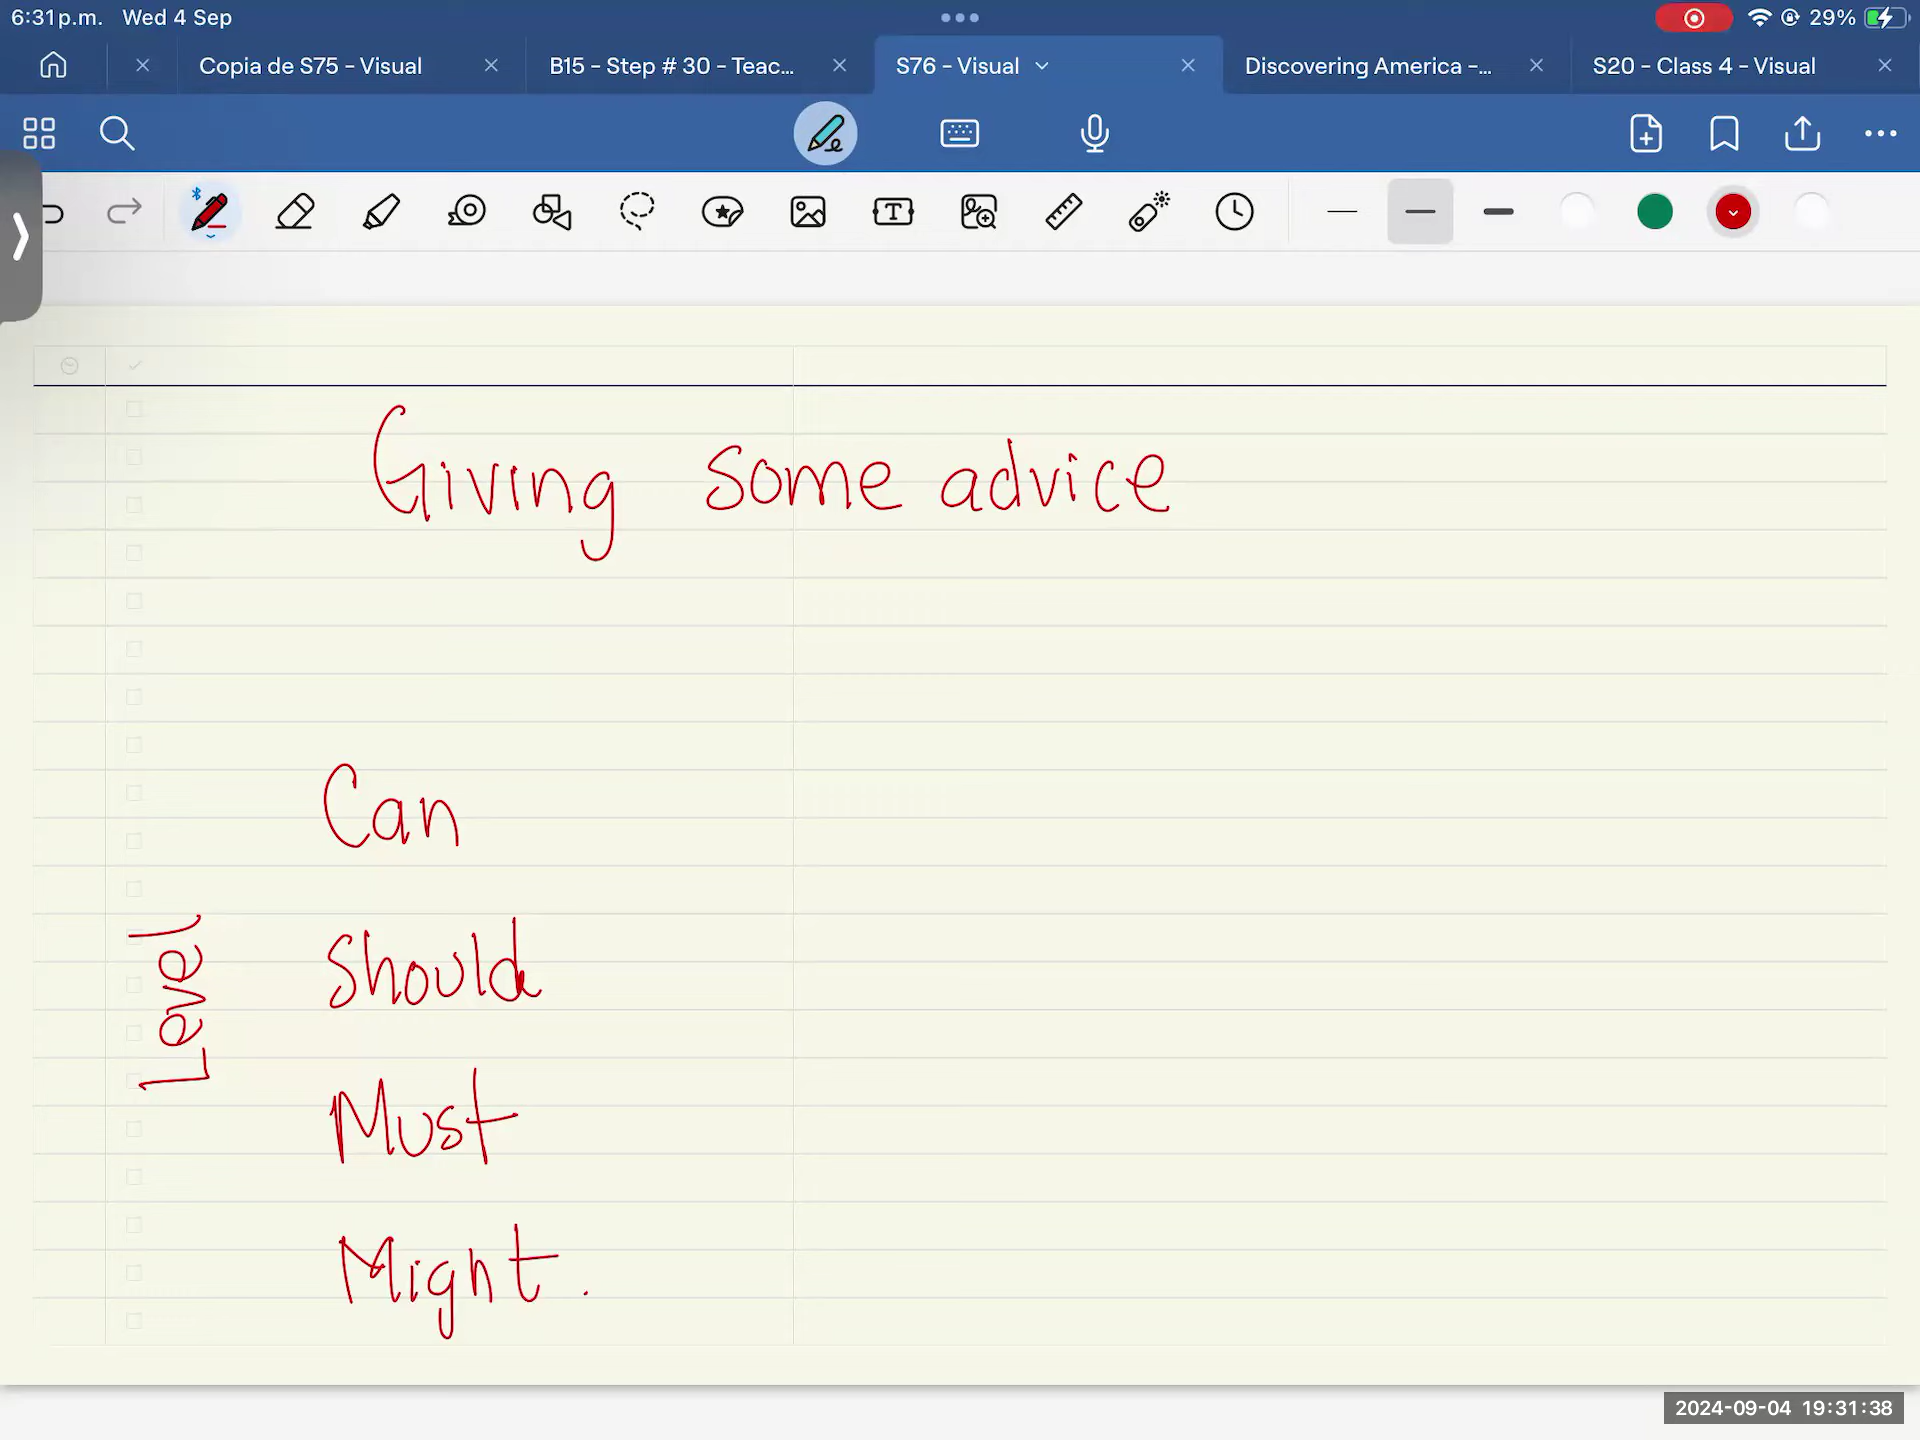 6:31 p.m. Wed 4 Sep
29%
Copia de S75 - Visual
B15 - Step # 30 - Teac...
S76 - Visual
Discovering America -...
S20 - Class 4 - Visual
Giving some advice
Can
Should
Level
Must
Might.
2024-09-04 19:31:38